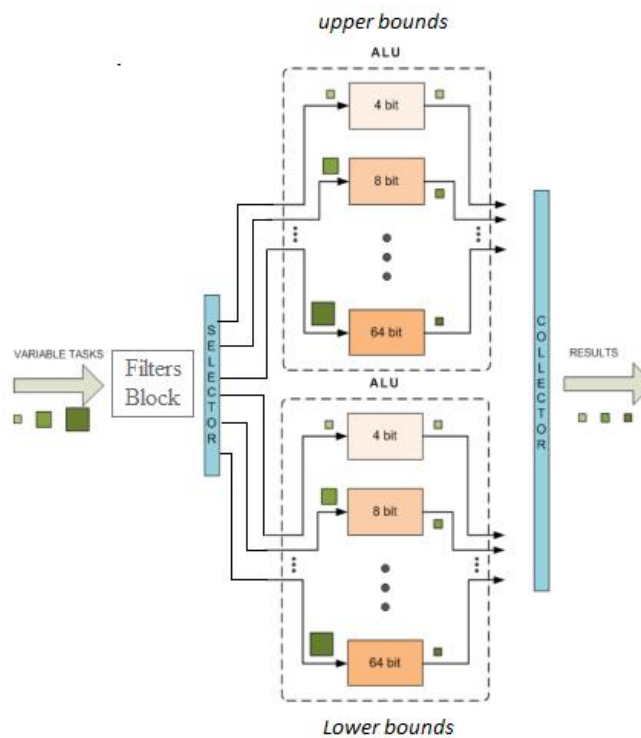 upper bounds
ALU
4 bit
8 bit
64 bit
VARIABLE TASKS
Filters
Block
SELECTOR
COLLECTOR
RESULTS
ALU
4 bit
8 bit
64 bit
Lower bounds